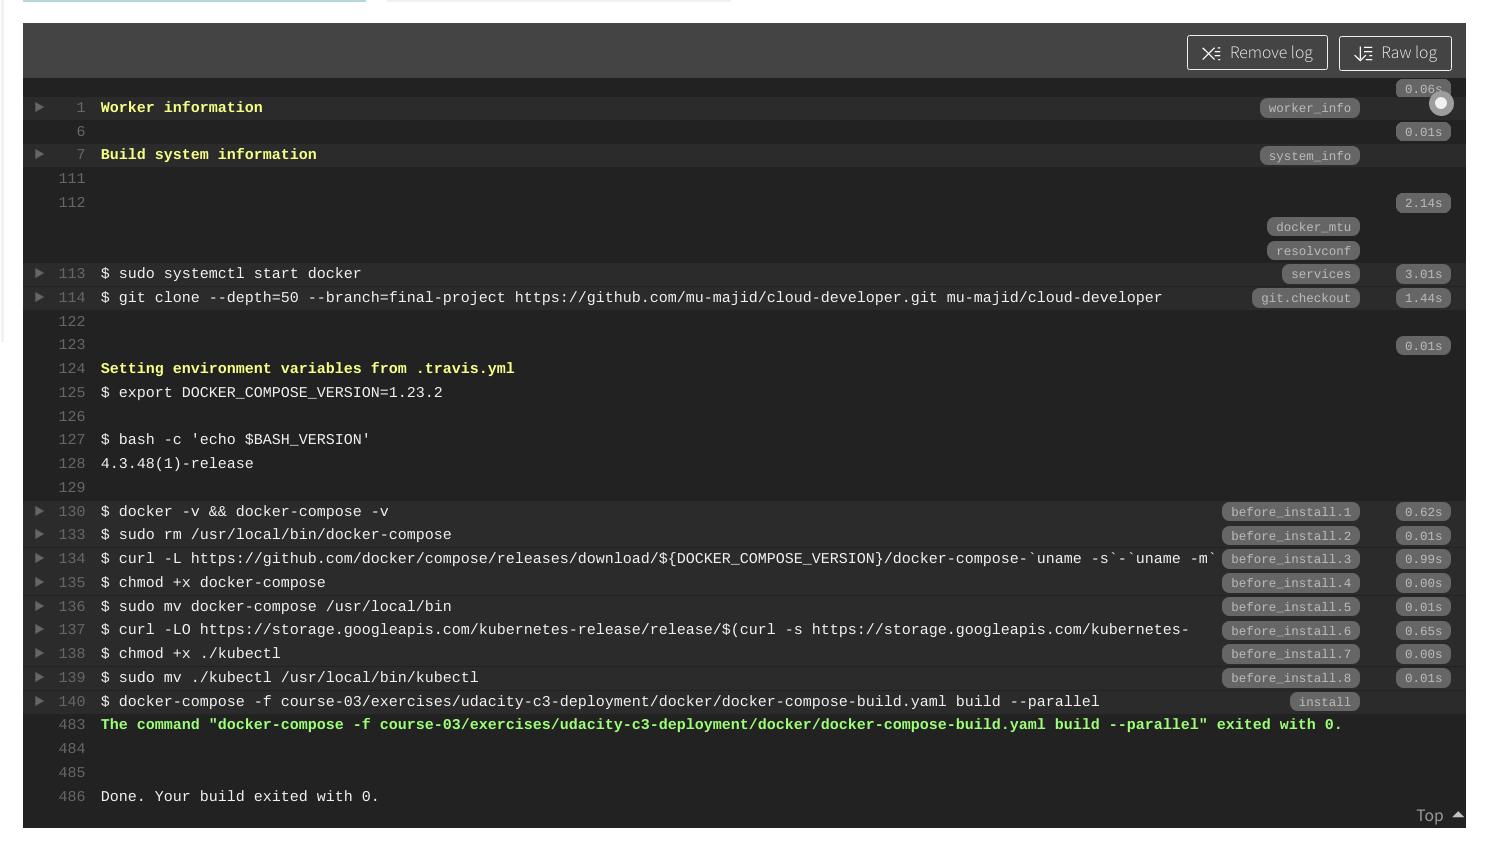 Remove log Raw log
0.06s
1 Worker information worker_info
6 0.01s
7 Build system information system_info
111
112 2.14s
docker_mtu
resolvconf
113 $ sudo systemctl start docker services 3.01s
114 $ git clone --depth=50 --branch=final-project https://github.com/mu-majid/cloud-developer.git mu-majid/cloud-developer git.checkout 1.44s
122
123 0.01s
124 Setting environment variables from .travis.yml
125 $ export DOCKER_COMPOSE_VERSION=1.23.2
126
127 $ bash -c 'echo $BASH_VERSION'
128 4.3.48(1)-release
129
130 $ docker -v && docker-compose -v before_install.1 0.62s
133 $ sudo rm /usr/local/bin/docker-compose before_install.2 0.01s
134 $ curl -L https://github.com/docker/compose/releases/download/${DOCKER_COMPOSE_VERSION}/docker-compose-`uname -s`-`uname -m` before_install.3 0.99s
135 $ chmod +x docker-compose before_install.4 0.00s
136 $ sudo mv docker-compose /usr/local/bin before_install.5 0.01s
137 $ curl -LO https://storage.googleapis.com/kubernetes-release/release/$(curl -s https://storage.googleapis.com/kubernetes- before_install.6 0.65s
138 $ chmod +x ./kubectl before_install.7 0.00s
139 $ sudo mv ./kubectl /usr/local/bin/kubectl before_install.8 0.01s
140 $ docker-compose -f course-03/exercises/udacity-c3-deployment/docker/docker-compose-build.yaml build --parallel install
483 The command "docker-compose -f course-03/exercises/udacity-c3-deployment/docker/docker-compose-build.yaml build --parallel" exited with 0.
484
485
486 Done. Your build exited with 0.
Top